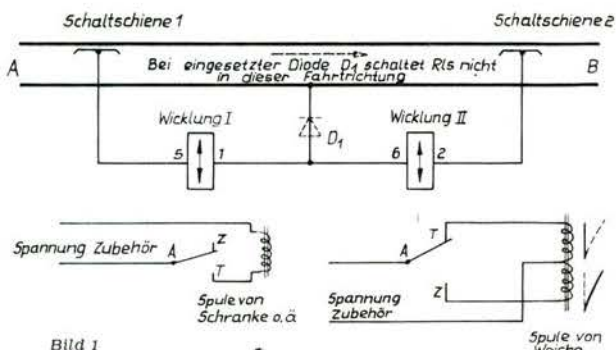 Schaltschiene 1
Schaltschiene 2
A
B
Bei eingesetzter Diode D1 schaltet Rls nicht
in dieser Fahrtrichtung
Wicklung I
Wicklung II
5 1
D1
6 2
Spannung Zubehör
A
Z
T
Spule von
Schranke o,ä
T
A
Z
Spannung
Zubehör
Spule von
Weiche
Bild 1